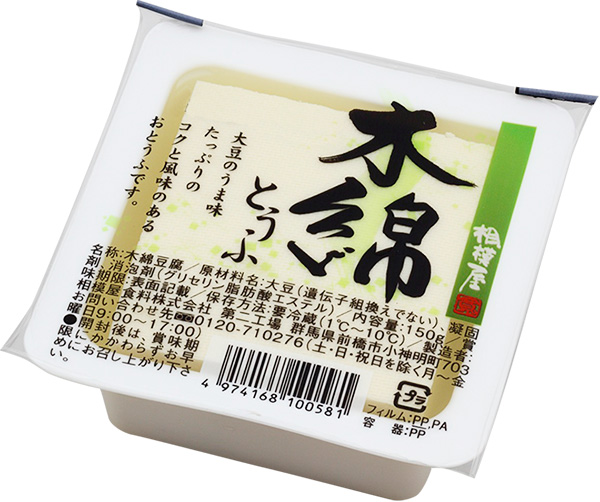 木綿
とうふ
大豆のうま味
たっぷりの
コクと風味のある
おとうふです。
相模屋
名称:木綿豆腐/原材料名:大豆(遺伝子組換えでない)、凝固
剤、消泡剤(グリセリン脂肪酸エステル)/内容量:150g/賞
味期限:表面記載/保存方法:要冷蔵(1℃~10℃)/製造者:
相模屋食料株式会社 第二工場 群馬県前橋市小神明町703
お問い合わせ先 0120-710276(土・日・祝日を除く月~金
曜日9:00~17:00)
●開封後は、賞味期
限にかかわらずお早
めにお召し上がり下さ
い。
4 974168 100581
プラ
フィルム:PP,PA
容器:PP